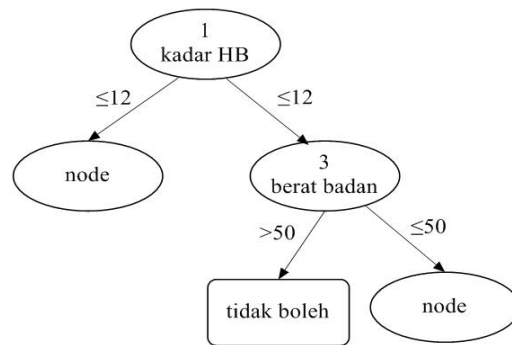 1
kadar HB
≤12
≤12
node
3
berat badan
>50
≤50
tidak boleh
node